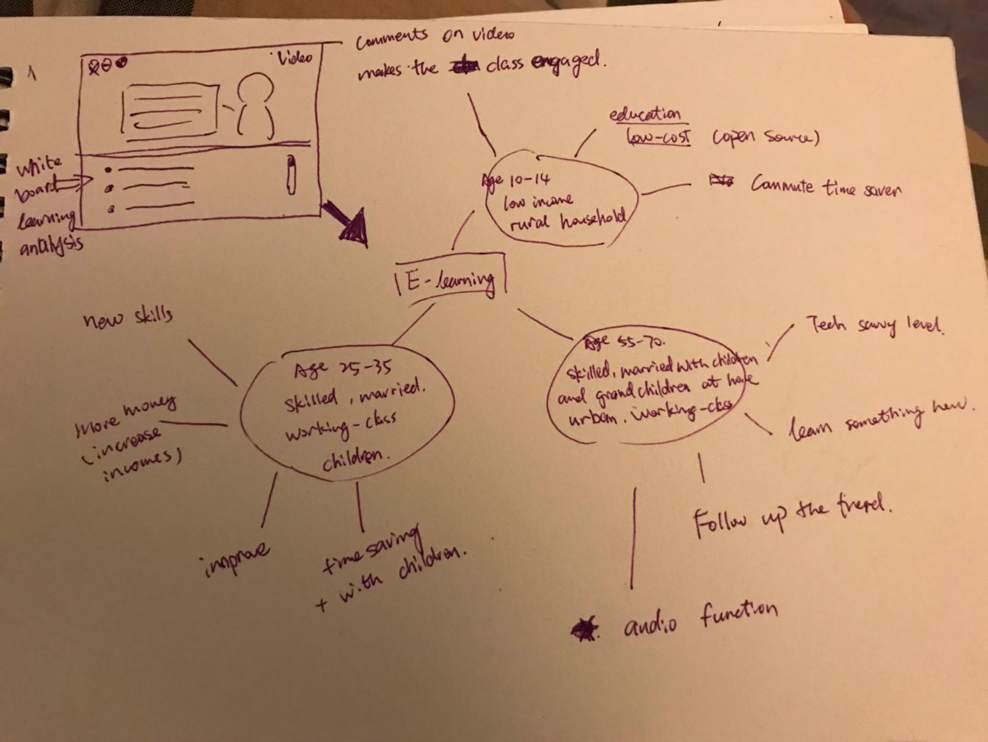 1
Video
Comments on video
makes the class engaged.
white
board
learning
analysis
education
low-cost (open source)
Commute time saver
Age 10-14
low income
rural household
E-learning
new skills
More money
(increase
incomes)
improve
time saving
+ with children.
Age 25-35
skilled, married.
working-class
children.
Age 55-70.
skilled, married with children
and grandchildren at home
urban, working-class
Tech savvy level.
learn something new.
Follow up the trend.
audio function